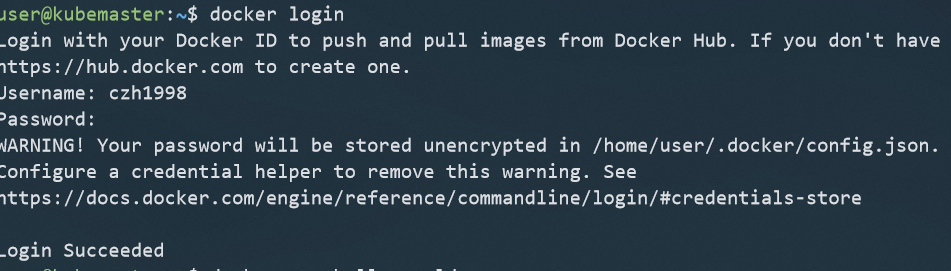 user@kubemaster:~$ docker login
Login with your Docker ID to push and pull images from Docker Hub. If you don't have
https://hub.docker.com to create one.
Username: czh1998
Password:
WARNING! Your password will be stored unencrypted in /home/user/.docker/config.json.
Configure a credential helper to remove this warning. See
https://docs.docker.com/engine/reference/commandline/login/#credentials-store
Login Succeeded